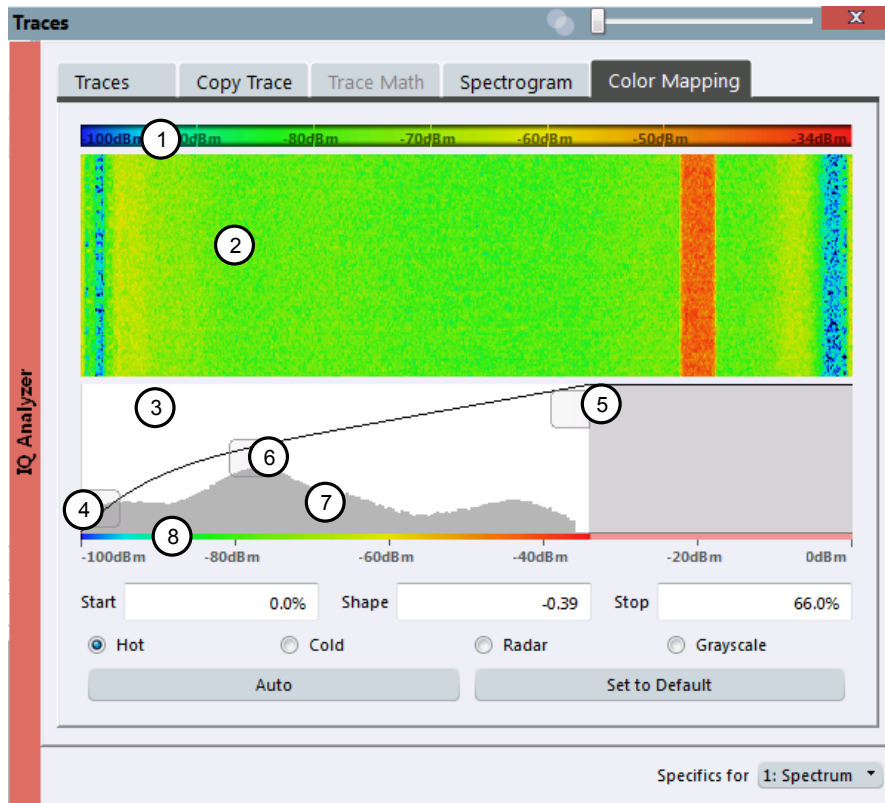 Traces
Traces Copy Trace Trace Math Spectrogram Color Mapping
-100dBm 1 0dBm -80dBm -70dBm -60dBm -50dBm -34dBm
2
3
5
6
7
4
8
-100dBm -80dBm -60dBm -40dBm -20dBm 0dBm
IQ Analyzer
Start 0.0% Shape -0.39 Stop 66.0%
Hot Cold Radar Grayscale
Auto Set to Default
Specifics for 1: Spectrum